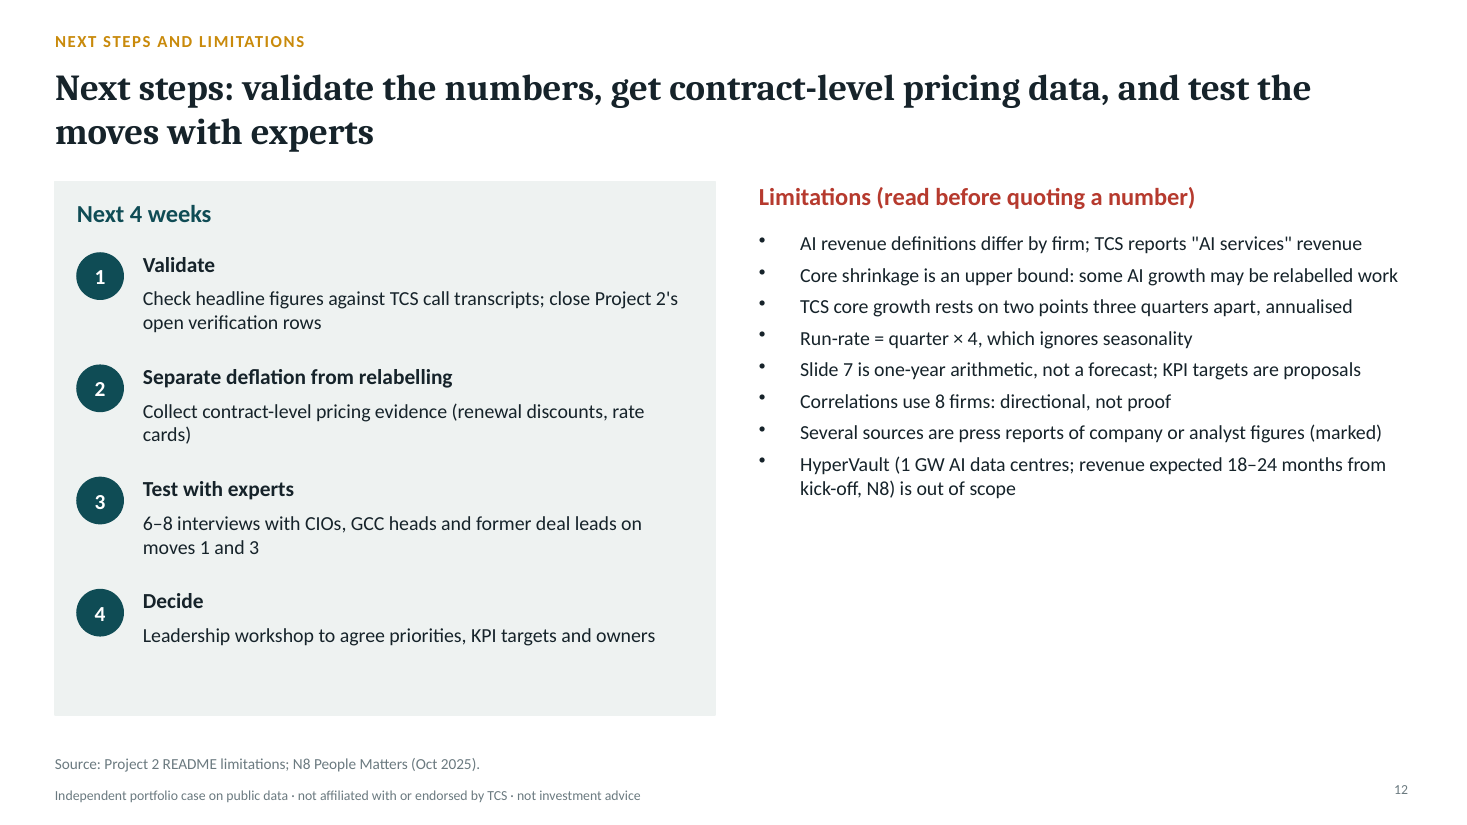 NEXT STEPS AND LIMITATIONS
Next steps: validate the numbers, get contract-level pricing data, and test the
moves with experts
Next 4 weeks
1
Validate
Check headline figures against TCS call transcripts; close Project 2's
open verification rows
2
Separate deflation from relabelling
Collect contract-level pricing evidence (renewal discounts, rate
cards)
3
Test with experts
6–8 interviews with CIOs, GCC heads and former deal leads on
moves 1 and 3
4
Decide
Leadership workshop to agree priorities, KPI targets and owners
Limitations (read before quoting a number)
• AI revenue definitions differ by firm; TCS reports "AI services" revenue
• Core shrinkage is an upper bound: some AI growth may be relabelled work
• TCS core growth rests on two points three quarters apart, annualised
• Run-rate = quarter × 4, which ignores seasonality
• Slide 7 is one-year arithmetic, not a forecast; KPI targets are proposals
• Correlations use 8 firms: directional, not proof
• Several sources are press reports of company or analyst figures (marked)
• HyperVault (1 GW AI data centres; revenue expected 18–24 months from
kick-off, N8) is out of scope
Source: Project 2 README limitations; N8 People Matters (Oct 2025).
Independent portfolio case on public data · not affiliated with or endorsed by TCS · not investment advice
12